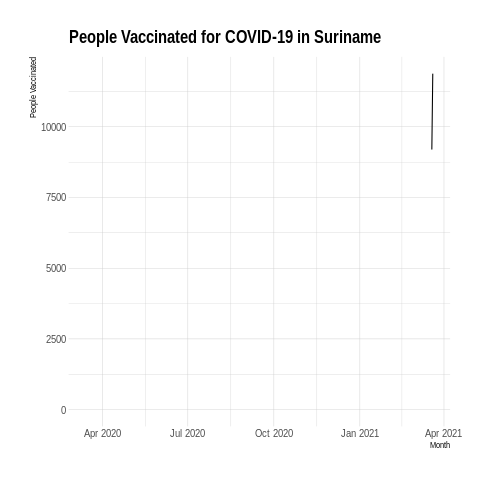 People Vaccinated for COVID-19 in Suriname
People Vaccinated
10000
7500
5000
2500
0
Apr 2020 Jul 2020 Oct 2020 Jan 2021 Apr 2021
Month